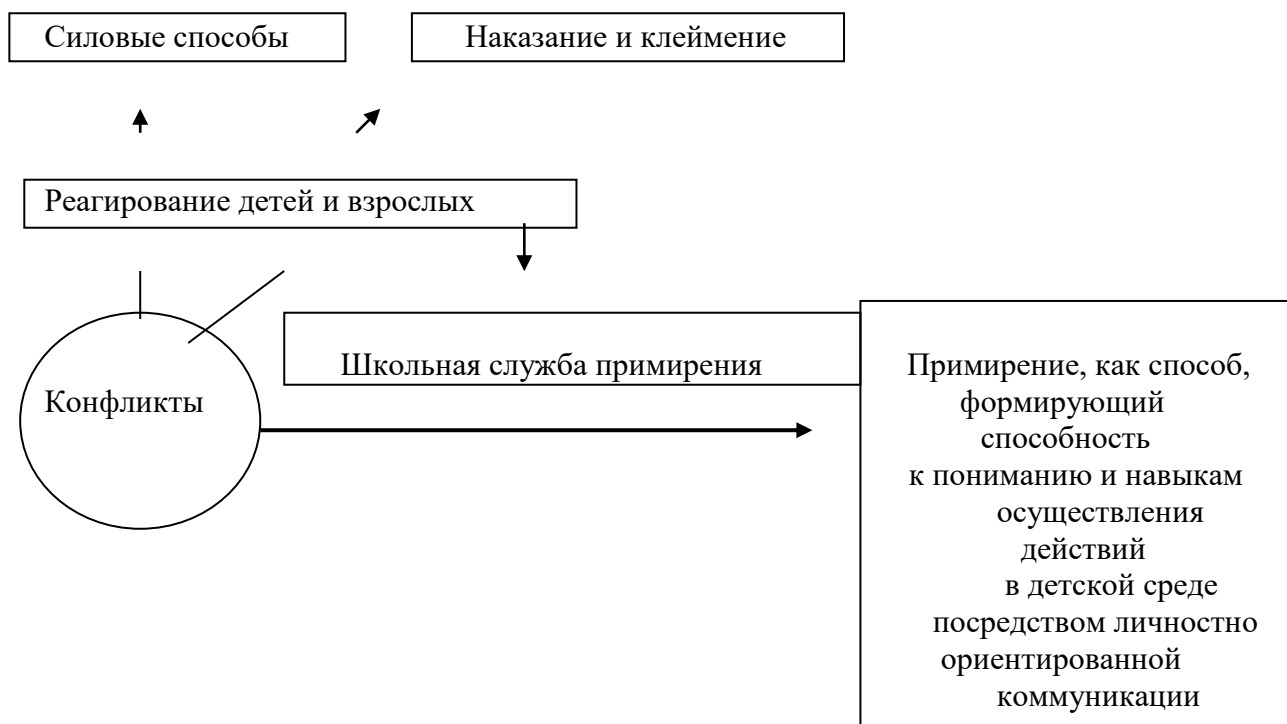 Силовые способы
Наказание и клеймение
Реагирование детей и взрослых
Школьная служба примирения
Конфликты
Примирение, как способ,
формирующий
способность
к пониманию и навыкам
осуществления
действий
в детской среде
посредством личностно
ориентированной
коммуникации